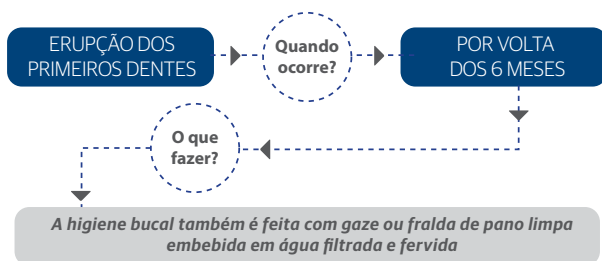 ERUPÇÃO DOS
PRIMEIROS DENTES
Quando
ocorre?
POR VOLTA
DOS 6 MESES
O que
fazer?
A higiene bucal também é feita com gaze ou fralda de pano limpa
embebida em água filtrada e fervida